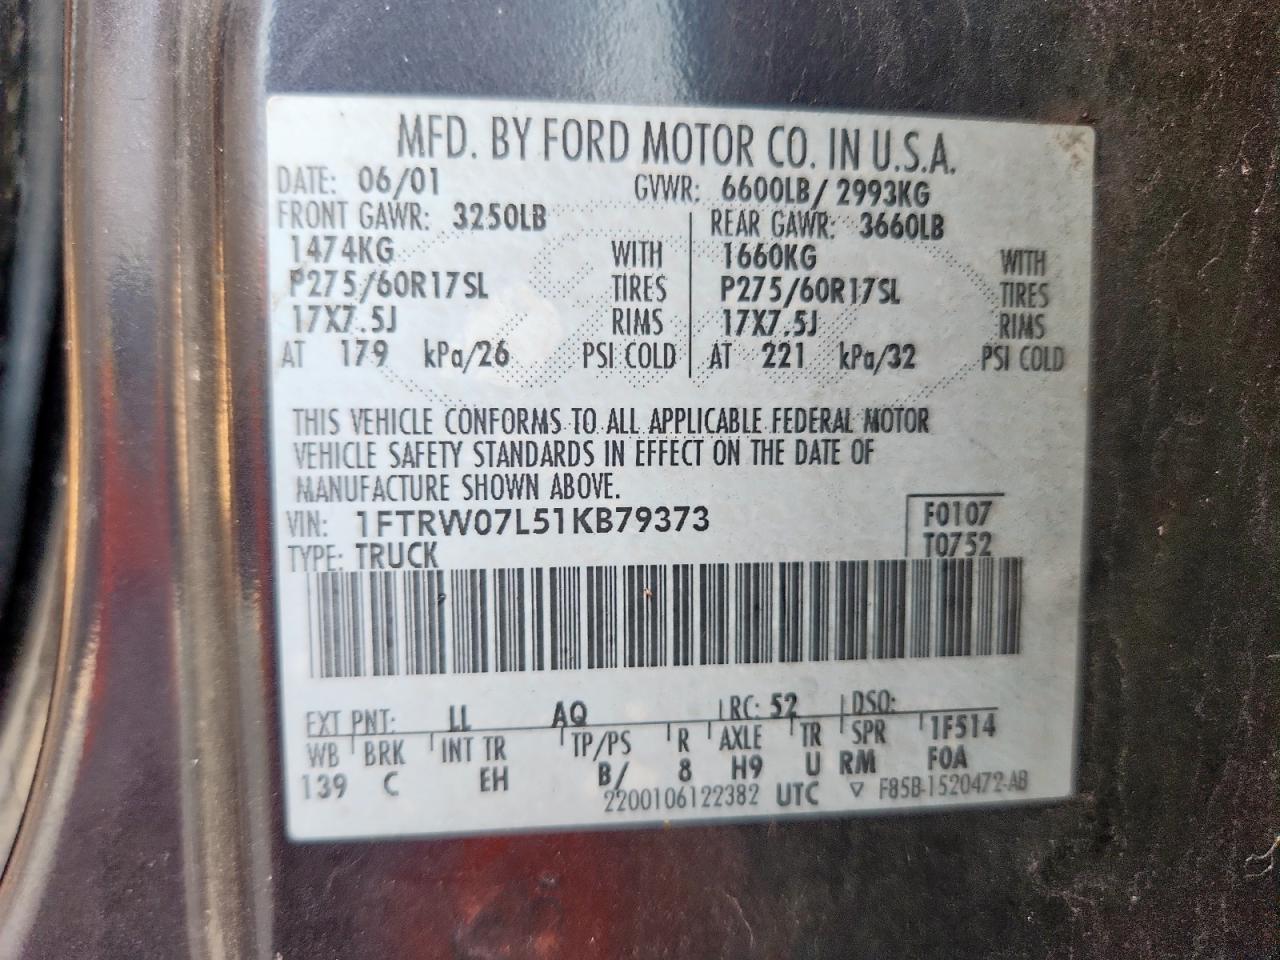 MFD. BY FORD MOTOR CO. IN U.S.A.
DATE: 06/01 GVWR: 6600LB/ 2993KG
FRONT GAWR: 3250LB REAR GAWR: 3660LB
1474KG WITH 1660KG WITH
P275/60R17SL TIRES P275/60R17SL TIRES
17X7.5J RIMS 17X7.5J RIMS
AT 179 kPa/26 PSI COLD AT 221 kPa/32 PSI COLD
THIS VEHICLE CONFORMS TO ALL APPLICABLE FEDERAL MOTOR
VEHICLE SAFETY STANDARDS IN EFFECT ON THE DATE OF
MANUFACTURE SHOWN ABOVE.
VIN: 1FTRW07L51KB79373 F0107
TYPE: TRUCK T0752
EXT PNT: LL AQ RC: 52 DSO:
WB BRK INT TR TP/PS R AXLE TR SPR 1F514
139 C EH B/ 8 H9 U RM F0A
2200106122382 UTC ▽ F85B-1520472-AB